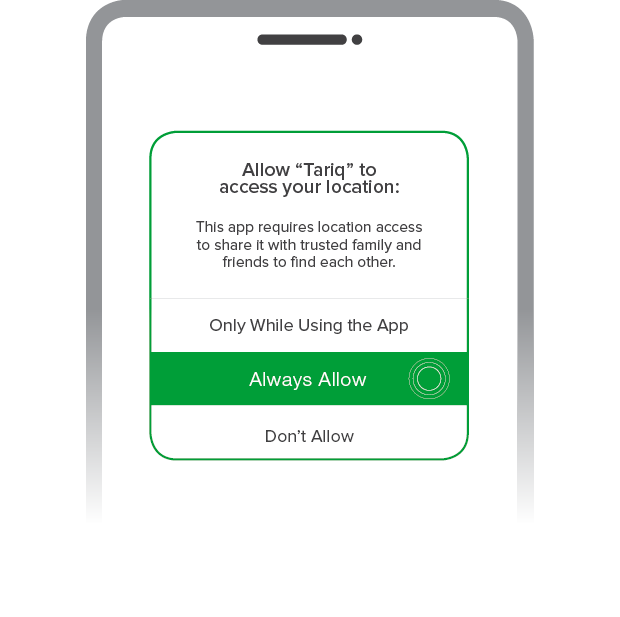 Allow “Tariq” to
access your location:
This app requires location access
to share it with trusted family and
friends to find each other.
Only While Using the App
Always Allow
Don’t Allow